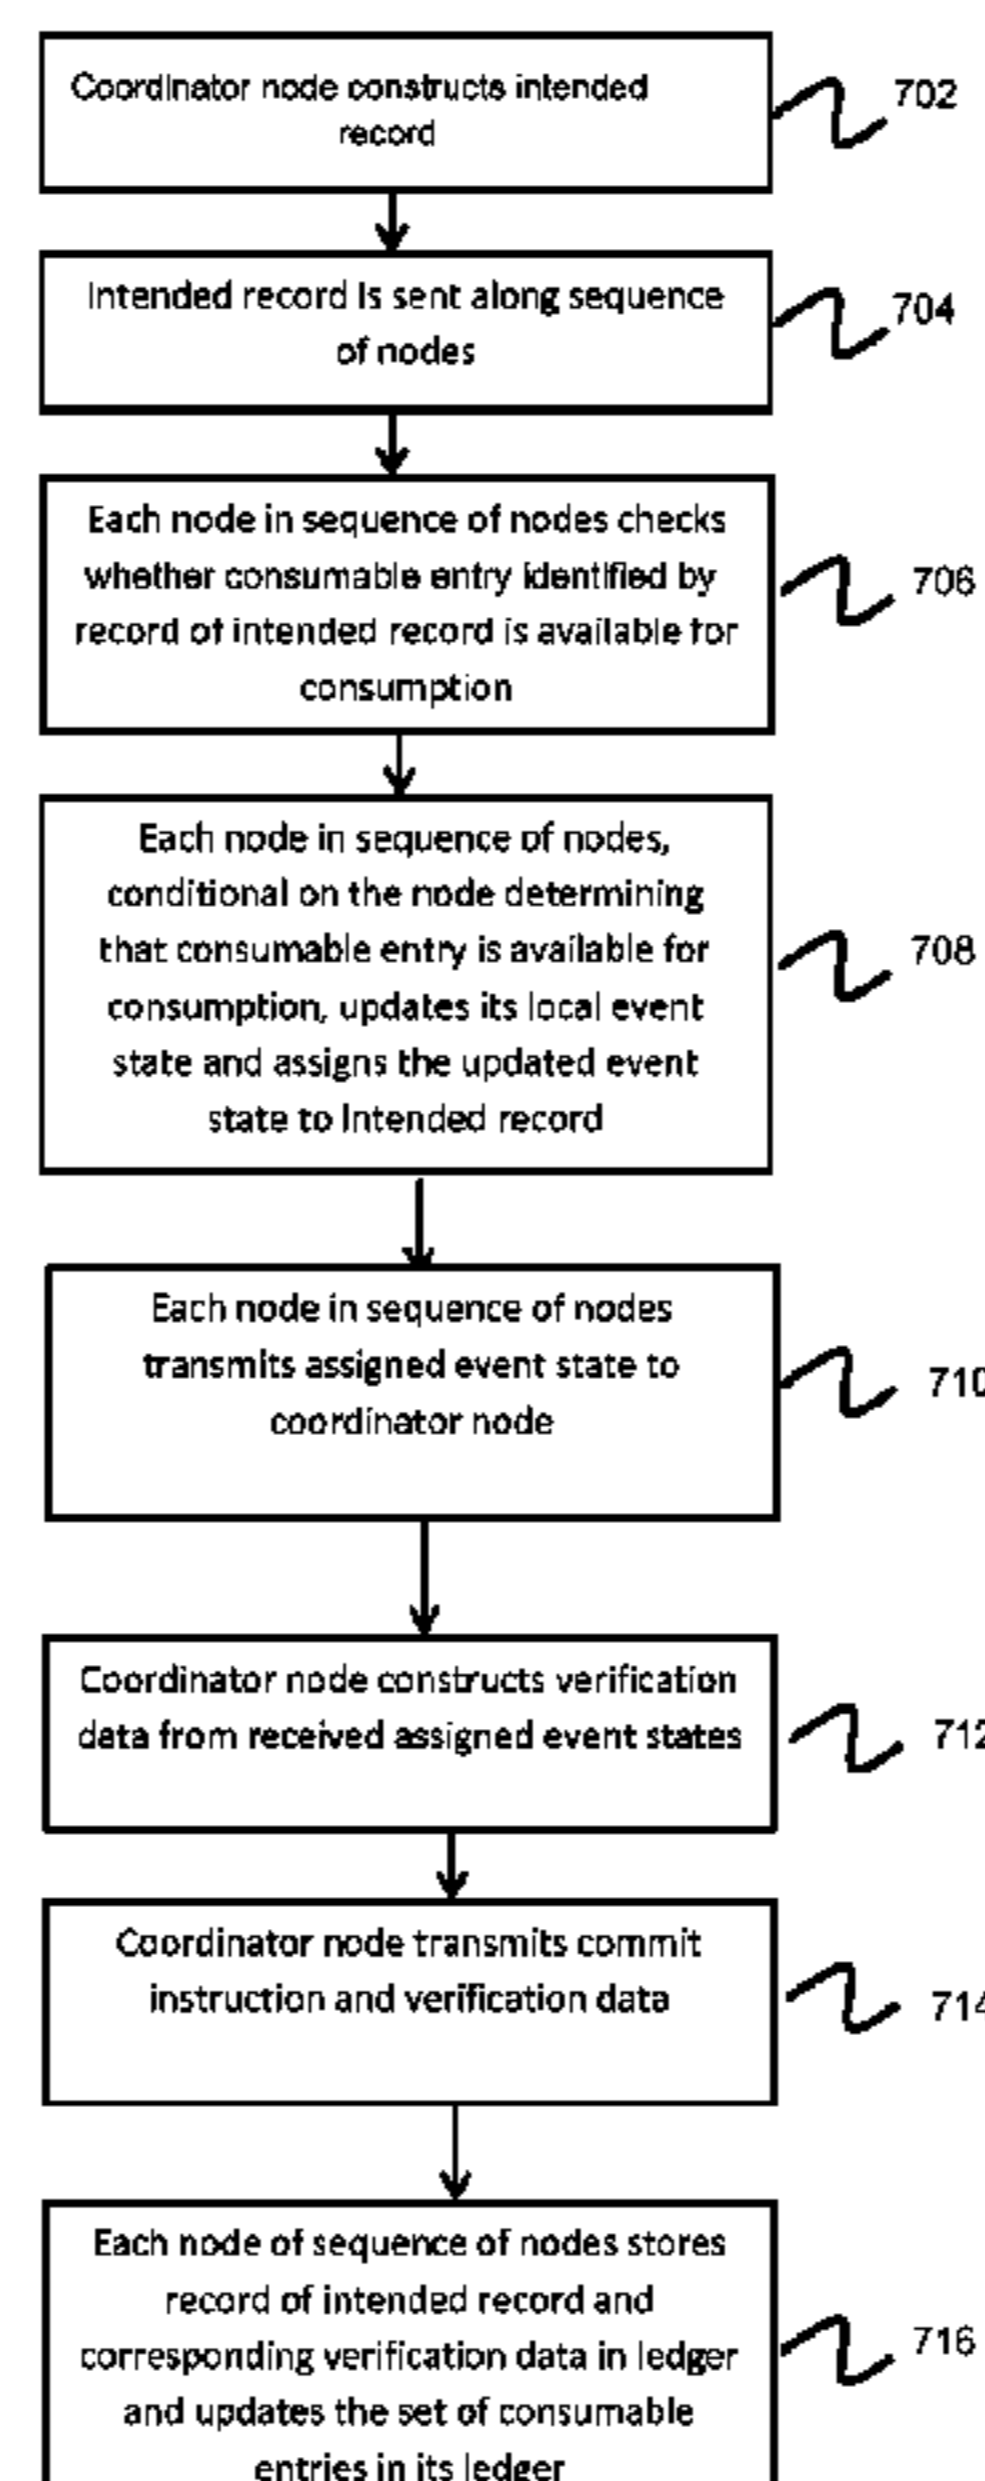 Coordinator node constructs intended
record
702
Intended record is sent along sequence
of nodes
704
Each node in sequence of nodes checks
whether consumable entry identified by
record of intended record is available for
consumption
706
Each node in sequence of nodes,
conditional on the node determining
that consumable entry is available for
consumption, updates its local event
state and assigns the updated event
state to Intended record
708
Each node in sequence of nodes
transmits assigned event state to
coordinator node
710
Coordinator node constructs verification
data from received assigned event states
712
Coordinator node transmits commit
instruction and verification data
714
Each node of sequence of nodes stores
record of intended record and
corresponding verification data in ledger
and updates the set of consumable
entries in its ledger
716